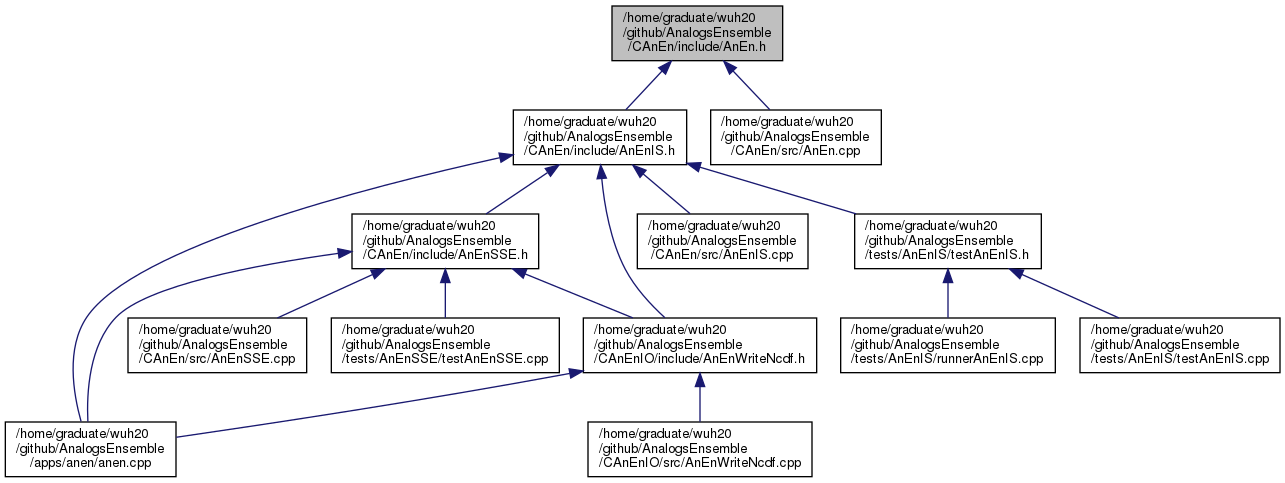 /home/graduate/wuh20
/github/AnalogsEnsemble
/CAnEn/include/AnEn.h
/home/graduate/wuh20
/github/AnalogsEnsemble
/CAnEn/include/AnEnIS.h
/home/graduate/wuh20
/github/AnalogsEnsemble
/CAnEn/src/AnEn.cpp
/home/graduate/wuh20
/github/AnalogsEnsemble
/CAnEn/include/AnEnSSE.h
/home/graduate/wuh20
/github/AnalogsEnsemble
/CAnEn/src/AnEnIS.cpp
/home/graduate/wuh20
/github/AnalogsEnsemble
/tests/AnEnIS/testAnEnIS.h
/home/graduate/wuh20
/github/AnalogsEnsemble
/CAnEn/src/AnEnSSE.cpp
/home/graduate/wuh20
/github/AnalogsEnsemble
/tests/AnEnSSE/testAnEnSSE.cpp
/home/graduate/wuh20
/github/AnalogsEnsemble
/CAnEnIO/include/AnEnWriteNcdf.h
/home/graduate/wuh20
/github/AnalogsEnsemble
/tests/AnEnIS/runnerAnEnIS.cpp
/home/graduate/wuh20
/github/AnalogsEnsemble
/tests/AnEnIS/testAnEnIS.cpp
/home/graduate/wuh20
/github/AnalogsEnsemble
/apps/anen/anen.cpp
/home/graduate/wuh20
/github/AnalogsEnsemble
/CAnEnIO/src/AnEnWriteNcdf.cpp